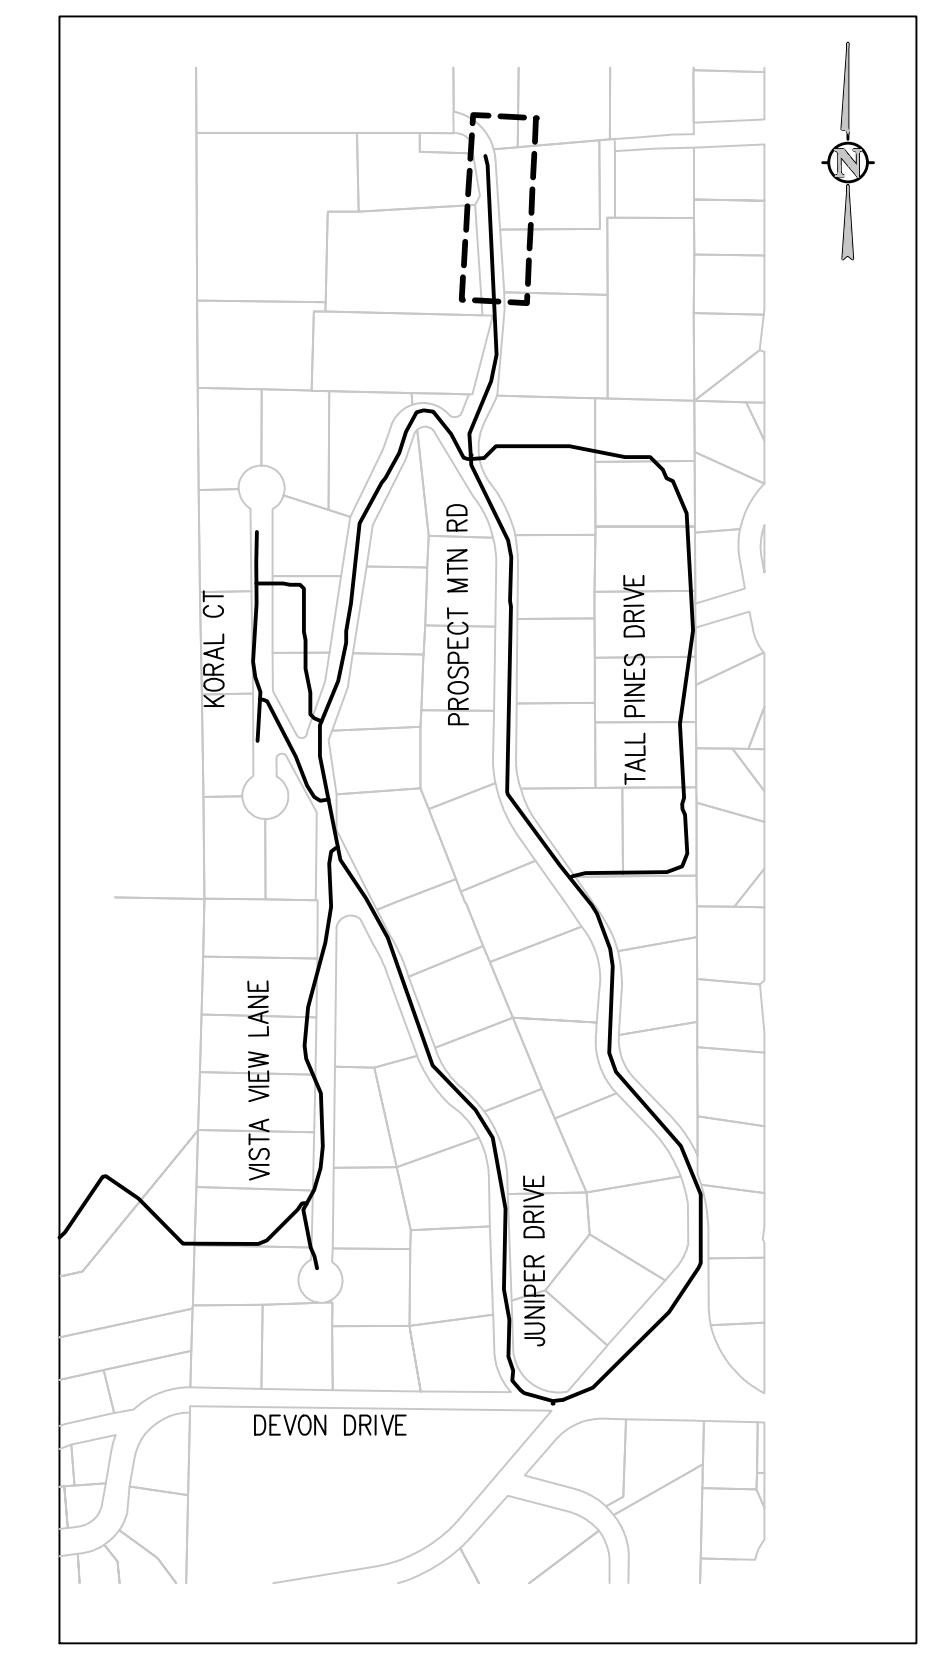 N
PROSPECT MTN RD
KORAL CT
TALL PINES DRIVE
VISTA VIEW LANE
JUNIPER DRIVE
DEVON DRIVE